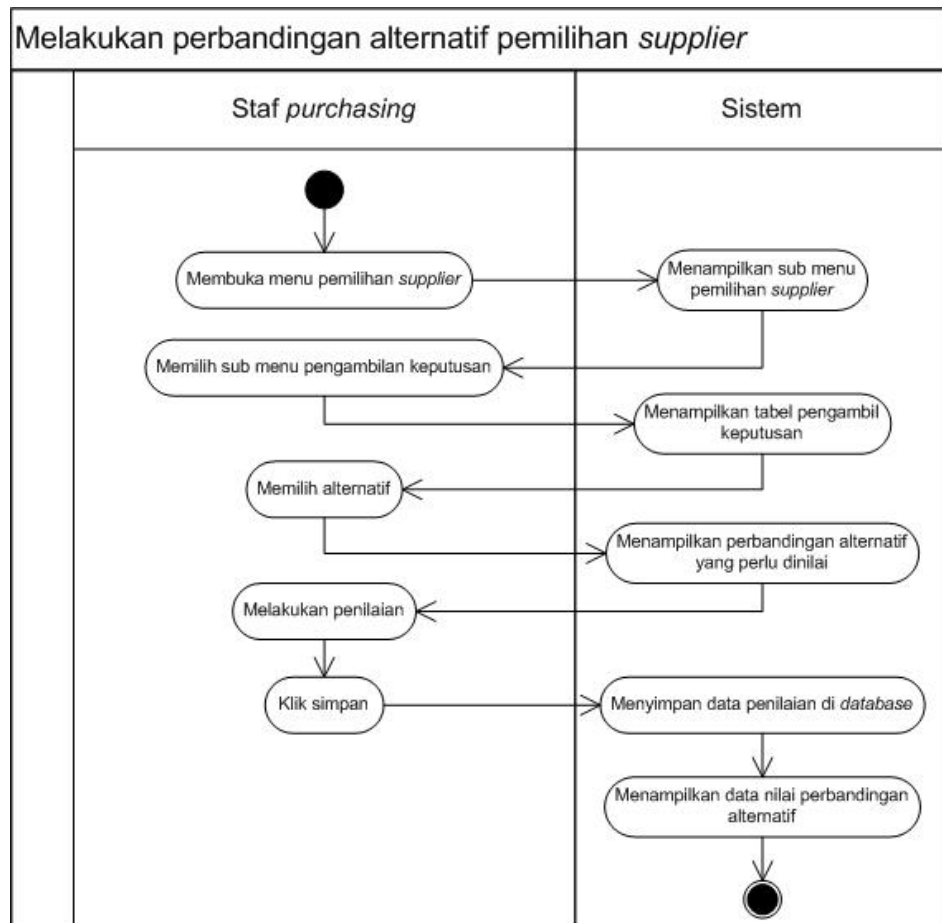 Melakukan perbandingan alternatif pemilihan supplier
Staf purchasing
Sistem
Membuka menu pemilihan supplier
Menampilkan sub menu
pemilihan supplier
Memilih sub menu pengambilan keputusan
Menampilkan tabel pengambil
keputusan
Memilih alternatif
Menampilkan perbandingan alternatif
yang perlu dinilai
Melakukan penilaian
Klik simpan
Menyimpan data penilaian di database
Menampilkan data nilai perbandingan
alternatif